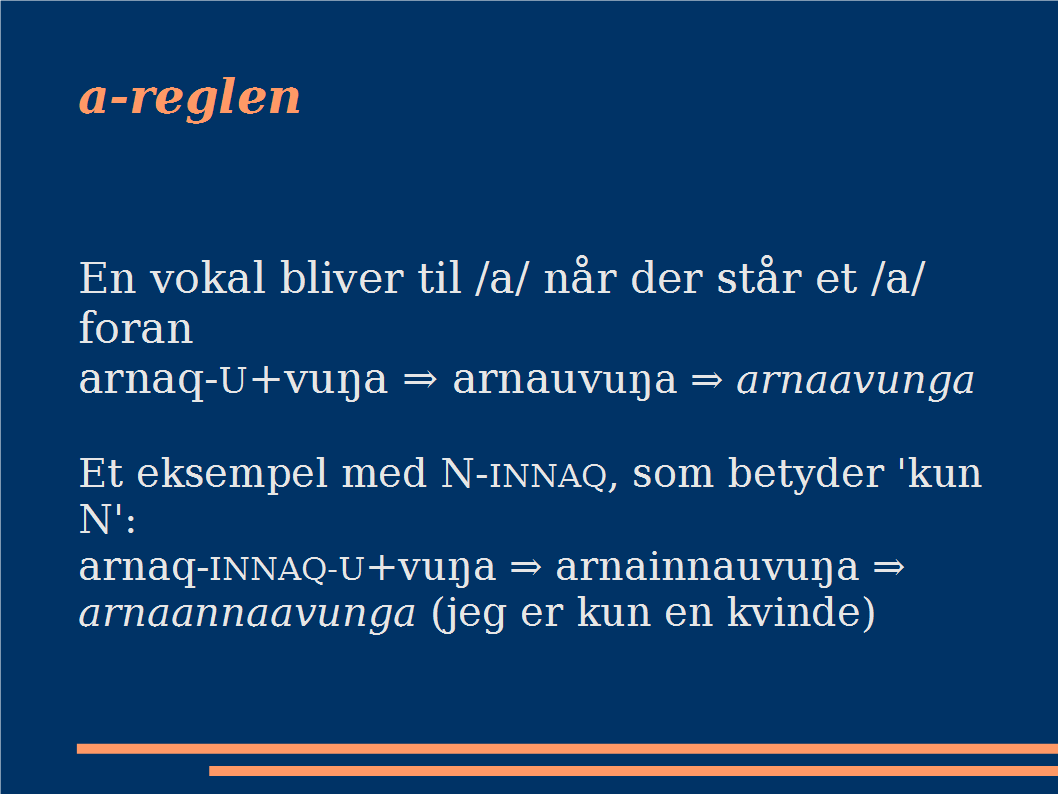 a-reglen
En vokal bliver til /a/ når der står et /a/
foran
arnaq-U+vuŋa ⇒ arnauvuŋa ⇒ arnaavunga
Et eksempel med N-INNAQ, som betyder 'kun
N':
arnaq-INNAQ-U+vuŋa ⇒ arnainnauvuŋa ⇒
arnaannaavunga (jeg er kun en kvinde)